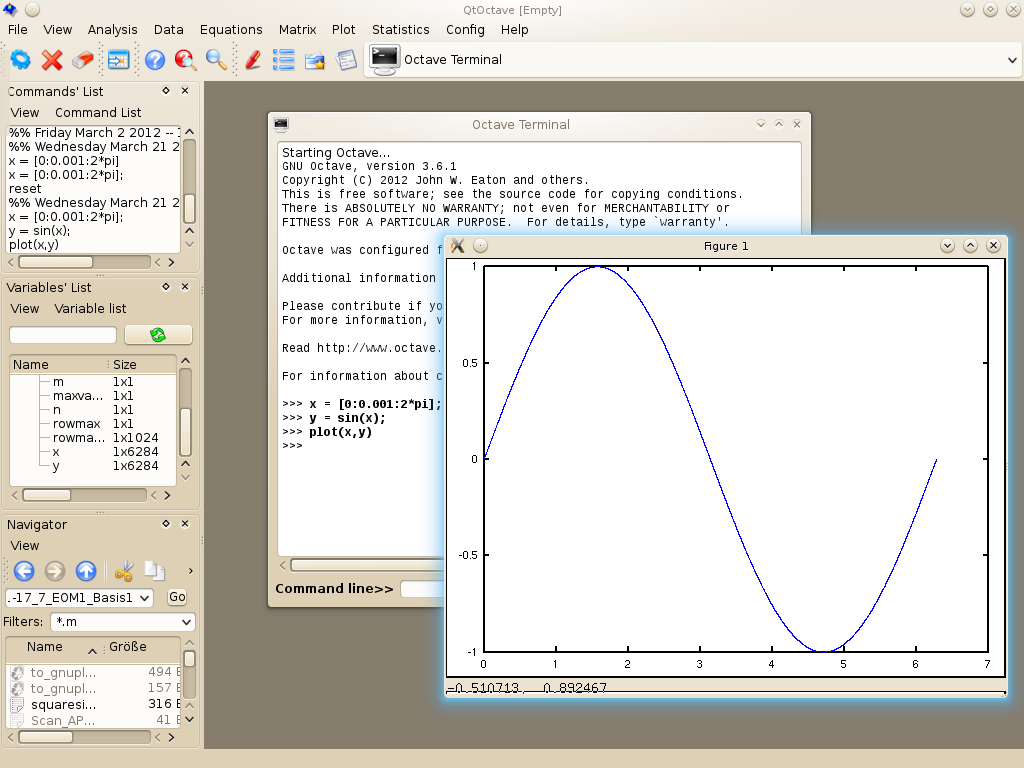 QtOctave [Empty]
File View Analysis Data Equations Matrix Plot Statistics Config Help
Octave Terminal
Commands' List
View Command List
%% Friday March 2 2012 --
%% Wednesday March 21 2
x = [0:0.001:2*pi]
x = [0:0.001:2*pi];
reset
%% Wednesday March 21 2
x = [0:0.001:2*pi];
y = sin(x);
plot(x,y)
Variables' List
View Variable list
Name Size
m 1x1
maxva... 1x1
n 1x1
rowmax 1x1
rowma... 1x1024
x 1x6284
y 1x6284
Navigator
View
.-17_7_EOM1_Basis1 Go
Filters: *.m
Name Größe
to_gnupl... 494
to_gnupl... 157
squaresi... 316
Scan_AP... 41
Octave Terminal
Starting Octave...
GNU Octave, version 3.6.1
Copyright (C) 2012 John W. Eaton and others.
This is free software; see the source code for copying conditions.
There is ABSOLUTELY NO WARRANTY; not even for MERCHANTABILITY or
FITNESS FOR A PARTICULAR PURPOSE.  For details, type `warranty'.
Octave was configured
Additional information
Please contribute if
For more information,
Read http://www.octave.
For information about
>>> x = [0:0.001:2*pi];
>>> y = sin(x);
>>> plot(x,y)
>>>
Command line>>
Figure 1
1
0.5
0
-0.5
-1
0 1 2 3 4 5 6 7
-0.510713, 0.892467